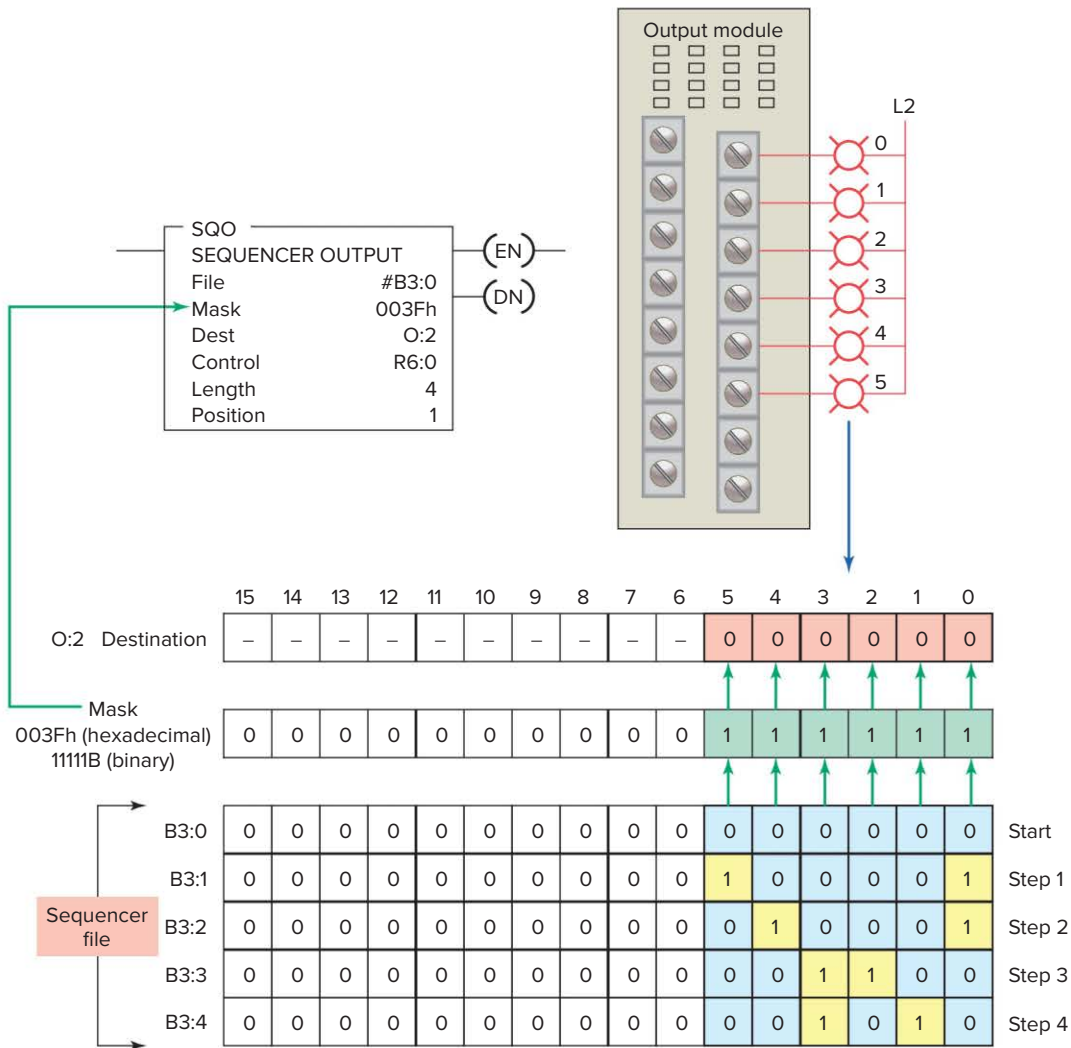 Output module
L2
0
1
2
3
4
5
SQO
SEQUENCER OUTPUT
File #B3:0
Mask 003Fh
Dest O:2
Control R6:0
Length 4
Position 1
EN
DN
15 14 13 12 11 10 9 8 7 6 5 4 3 2 1 0
O:2 Destination – – – – – – – – – – 0 0 0 0 0 0
Mask
003Fh (hexadecimal)
11111B (binary)
0 0 0 0 0 0 0 0 0 0 1 1 1 1 1 1
Sequencer
file
B3:0 0 0 0 0 0 0 0 0 0 0 0 0 0 0 0 0 Start
B3:1 0 0 0 0 0 0 0 0 0 0 1 0 0 0 0 1 Step 1
B3:2 0 0 0 0 0 0 0 0 0 0 0 1 0 0 0 1 Step 2
B3:3 0 0 0 0 0 0 0 0 0 0 0 0 1 1 0 0 Step 3
B3:4 0 0 0 0 0 0 0 0 0 0 0 0 1 0 1 0 Step 4